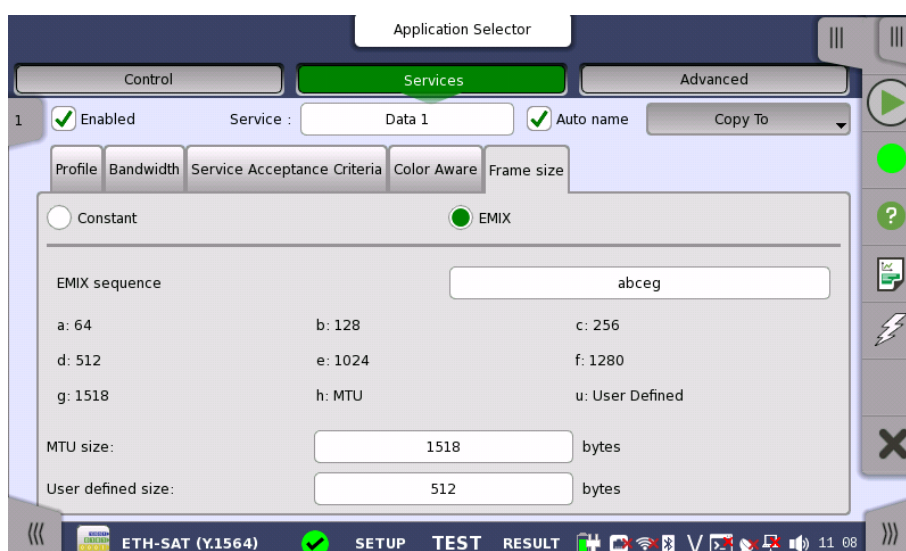 Application Selector
Control Services Advanced
1 Enabled Service : Data 1 Auto name Copy To
Profile Bandwidth Service Acceptance Criteria Color Aware Frame size
Constant EMIX
EMIX sequence abceg
a: 64 b: 128 c: 256
d: 512 e: 1024 f: 1280
g: 1518 h: MTU u: User Defined
MTU size: 1518 bytes
User defined size: 512 bytes
ETH-SAT (Y.1564) SETUP TEST RESULT V 11 08